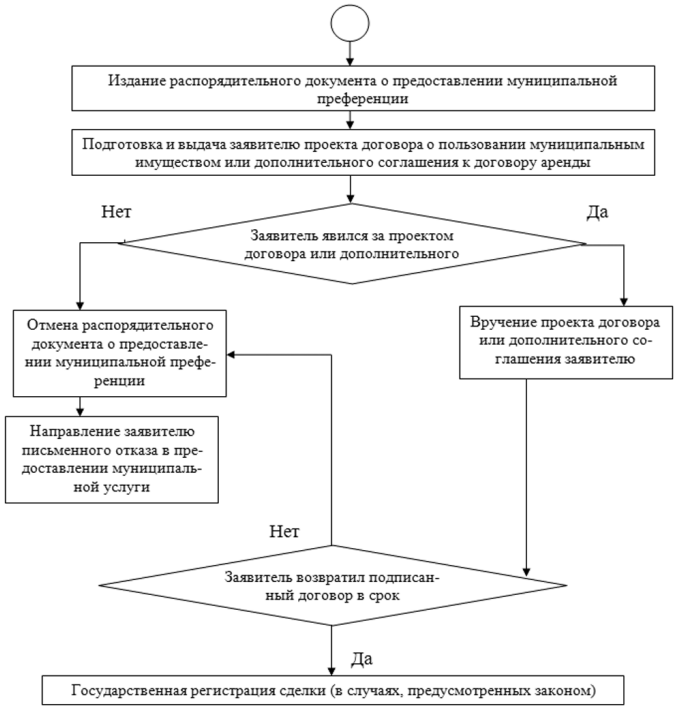 Издание распорядительного документа о предоставлении муниципальной
преференции
Подготовка и выдача заявителю проекта договора о пользовании муниципальным
имуществом или дополнительного соглашения к договору аренды
Нет
Да
Заявитель явился за проектом
договора или дополнительного
Отмена распорядительного
документа о предоставле-
нии муниципальной префе-
ренции
Вручение проекта договора
или дополнительного со-
глашения заявителю
Направление заявителю
письменного отказа в пре-
доставлении муниципаль-
ной услуги
Нет
Заявитель возвратил подписан-
ный договор в срок
Да
Государственная регистрация сделки (в случаях, предусмотренных законом)